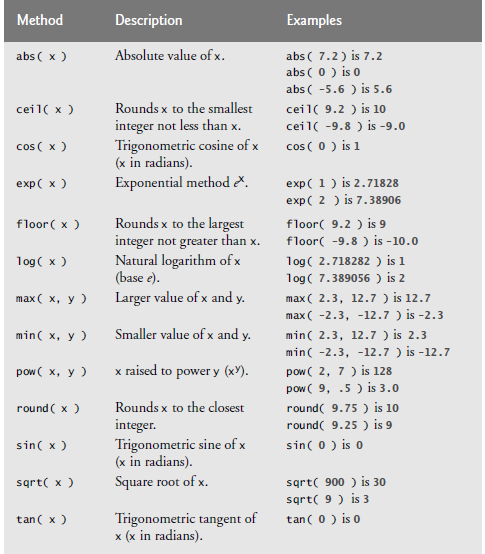 Method Description Examples
abs( x ) Absolute value of x. abs( 7.2 ) is 7.2
abs( 0 ) is 0
abs( -5.6 ) is 5.6
ceil( x ) Rounds x to the smallest ceil( 9.2 ) is 10
integer not less than x. ceil( -9.8 ) is -9.0
cos( x ) Trigonometric cosine of x cos( 0 ) is 1
(x in radians).
exp( x ) Exponential method eˣ. exp( 1 ) is 2.71828
exp( 2 ) is 7.38906
floor( x ) Rounds x to the largest floor( 9.2 ) is 9
integer not greater than x. floor( -9.8 ) is -10.0
log( x ) Natural logarithm of x log( 2.718282 ) is 1
(base e). log( 7.389056 ) is 2
max( x, y ) Larger value of x and y. max( 2.3, 12.7 ) is 12.7
max( -2.3, -12.7 ) is -2.3
min( x, y ) Smaller value of x and y. min( 2.3, 12.7 ) is 2.3
min( -2.3, -12.7 ) is -12.7
pow( x, y ) x raised to power y (xʸ). pow( 2, 7 ) is 128
pow( 9, .5 ) is 3.0
round( x ) Rounds x to the closest round( 9.75 ) is 10
integer. round( 9.25 ) is 9
sin( x ) Trigonometric sine of x sin( 0 ) is 0
(x in radians).
sqrt( x ) Square root of x. sqrt( 900 ) is 30
sqrt( 9 ) is 3
tan( x ) Trigonometric tangent of tan( 0 ) is 0
x (x in radians).